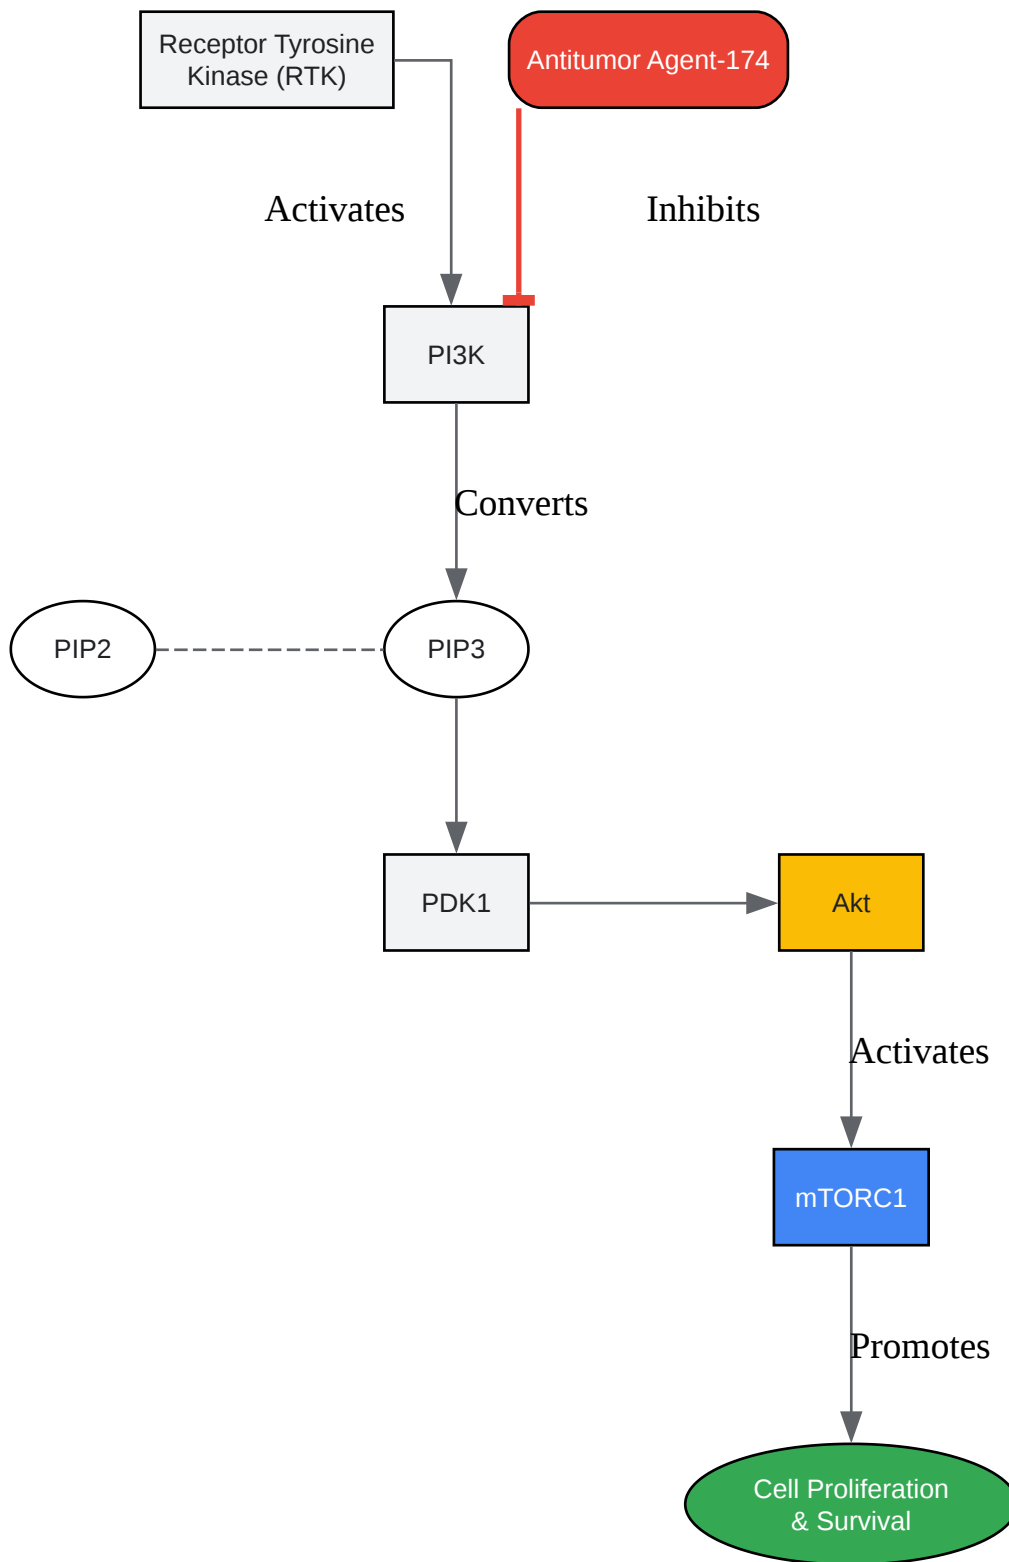 Receptor Tyrosine
Kinase (RTK)
Antitumor Agent-174
Activates
Inhibits
PI3K
Converts
PIP2
PIP3
PDK1
Akt
Activates
mTORC1
Promotes
Cell Proliferation
& Survival